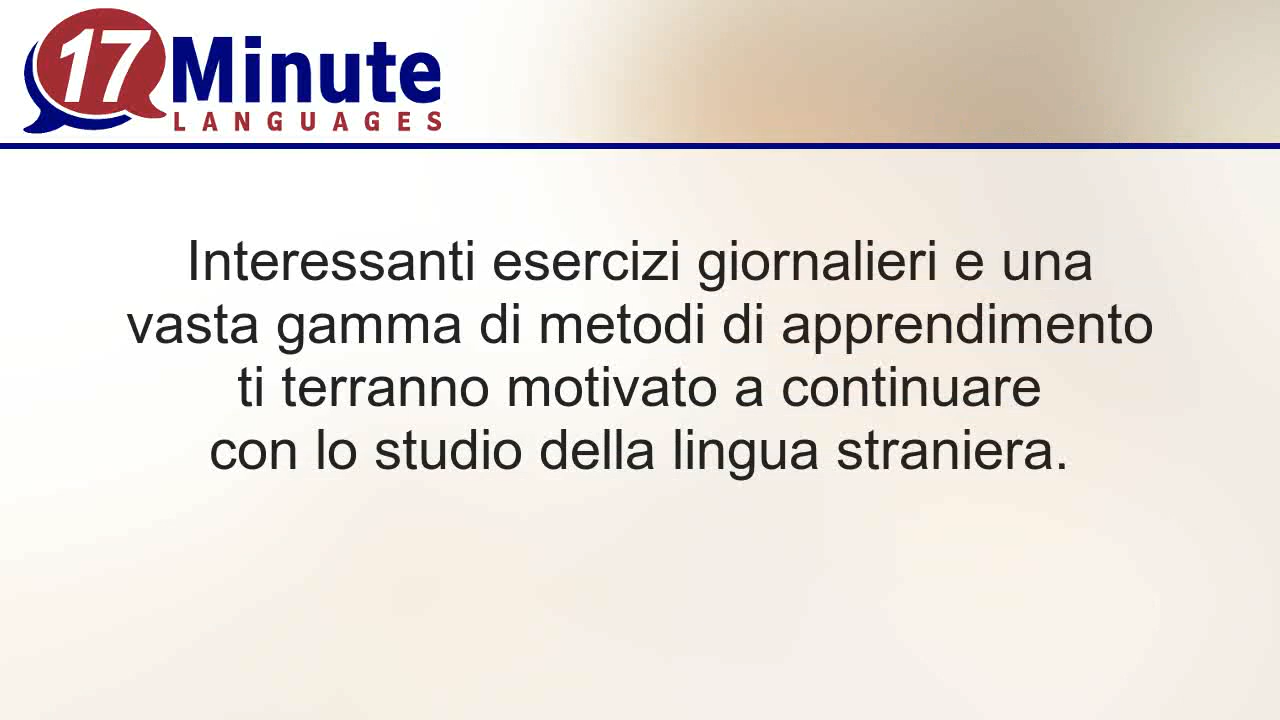 17 Minute
LANGUAGES
Interessanti esercizi giornalieri e una
vasta gamma di metodi di apprendimento
ti terranno motivato a continuare
con lo studio della lingua straniera.